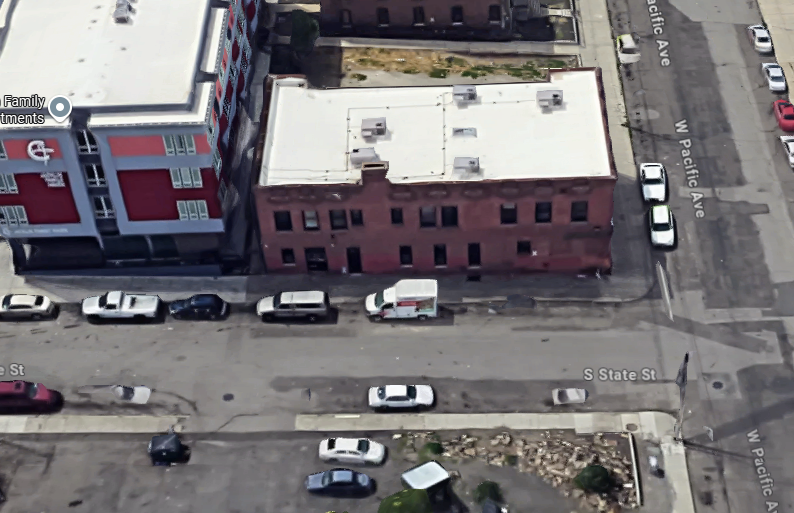 Family
tments
W Pacific Ave
W Pacific Ave
S State St
e St
W Pacific A